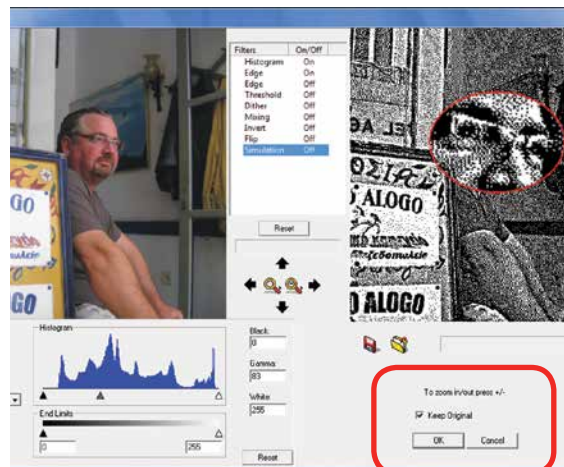 Filters On/Off
Histogram On
Edge On
Edge Off
Threshold Off
Dither Off
Mixing Off
Invert Off
Flip Off
Simulation Off
Reset
GO
GO
ALOGO
ALOGO
Histogram
Black:
0
Gamma:
83
White
255
End Limits
0
255
Reset
To zoom in/out press +/-
Keep Original
OK Cancel